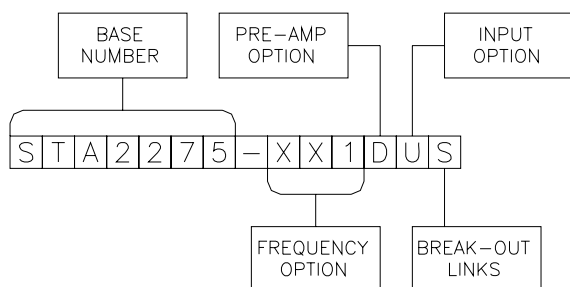 BASE
NUMBER
PRE-AMP
OPTION
INPUT
OPTION
STA2275-XX1DUS
FREQUENCY
OPTION
BREAK-OUT
LINKS